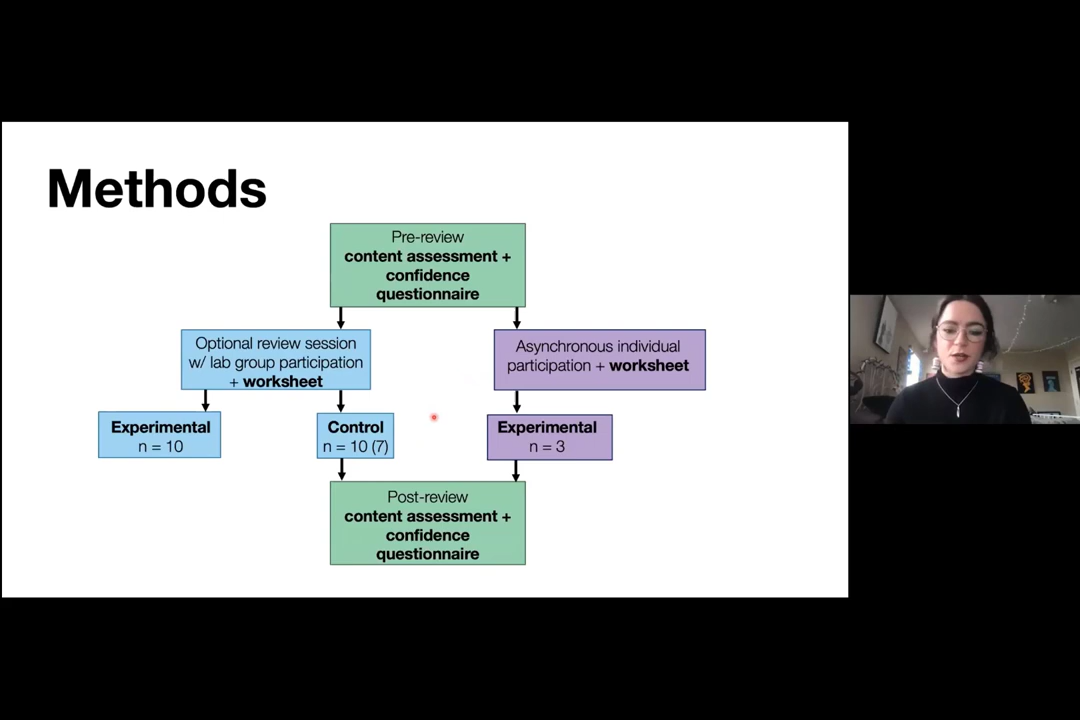 Methods
Pre-review
content assessment +
confidence
questionnaire
Optional review session
w/ lab group participation
+ worksheet
Asynchronous individual
participation + worksheet
Experimental
n = 10
Control
n = 10 (7)
Experimental
n = 3
Post-review
content assessment +
confidence
questionnaire